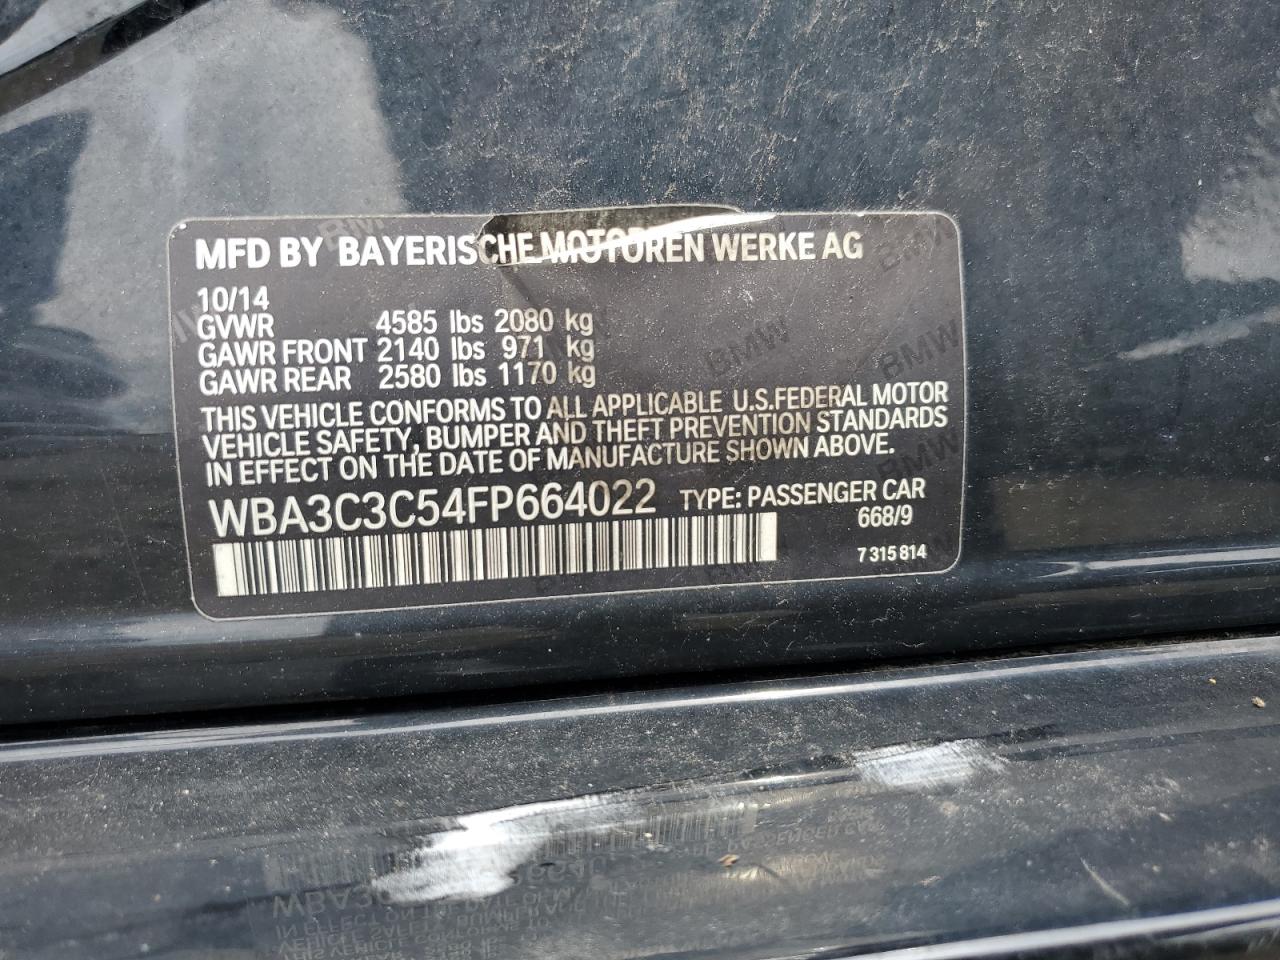 MFD BY BAYERISCHE MOTOREN WERKE AG
10/14
GVWR 4585 lbs 2080 kg
GAWR FRONT 2140 lbs 971 kg
GAWR REAR 2580 lbs 1170 kg
THIS VEHICLE CONFORMS TO ALL APPLICABLE U.S.FEDERAL MOTOR
VEHICLE SAFETY, BUMPER AND THEFT PREVENTION STANDARDS
IN EFFECT ON THE DATE OF MANUFACTURE SHOWN ABOVE.
WBA3C3C54FP664022 TYPE: PASSENGER CAR
668/9
7 315 814